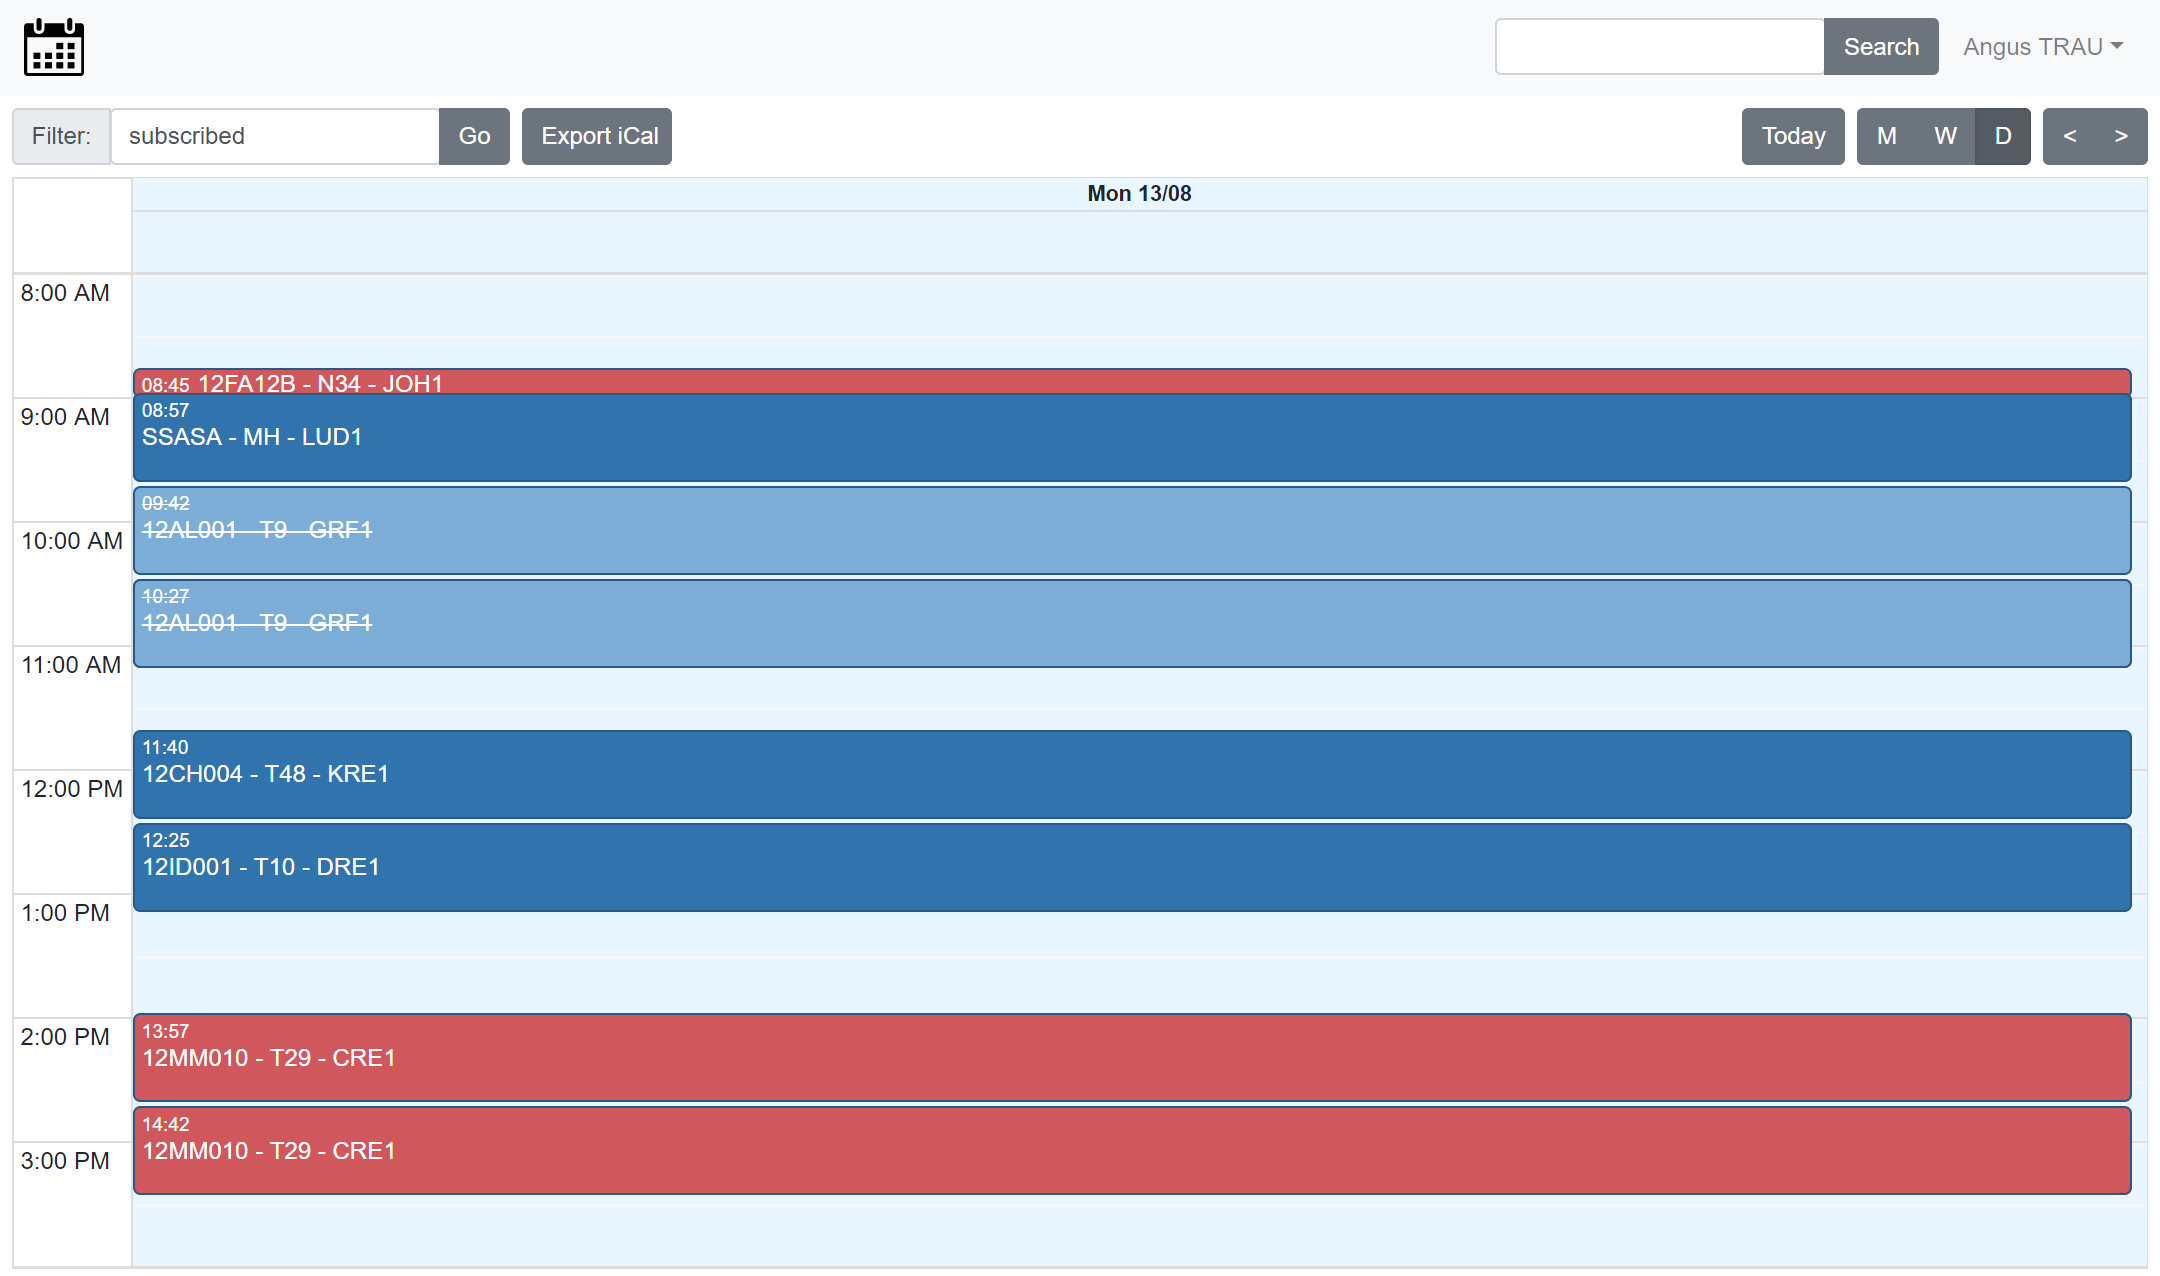 Search
Angus TRAU
Filter:
subscribed
Go
Export iCal
Today
M
W
D
<
>
Mon 13/08
8:00 AM
08:45 12FA12B - N34 - JOH1
9:00 AM
08:57
SSASA - MH - LUD1
09:42
12AL001 - T9 - GRF1
10:00 AM
10:27
12AL001 - T9 - GRF1
11:00 AM
11:40
12CH004 - T48 - KRE1
12:00 PM
12:25
12ID001 - T10 - DRE1
1:00 PM
13:57
2:00 PM
12MM010 - T29 - CRE1
14:42
12MM010 - T29 - CRE1
3:00 PM